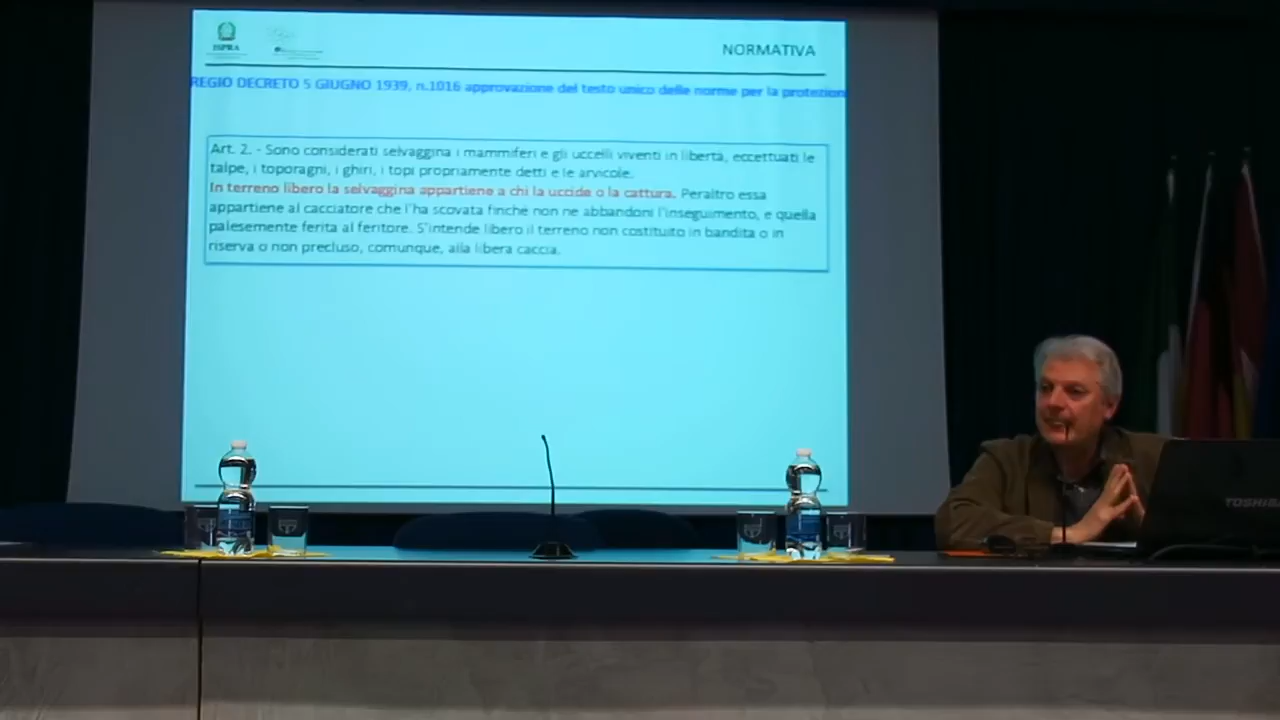 ISPRA
NORMATIVA
REGIO DECRETO 5 GIUGNO 1939, n.1016 approvazione del testo unico delle norme per la protezion
Art. 2. - Sono considerati selvaggina i mammiferi e gli uccelli viventi in libertà, eccettuati le
talpe, i toporagni, i ghiri, i topi propriamente detti e le arvicole.
In terreno libero la selvaggina appartiene a chi la uccide o la cattura. Peraltro essa
appartiene al cacciatore che l'ha scovata finchè non ne abbandoni l'inseguimento, e quella
palesemente ferita al feritore. S'intende libero il terreno non costituito in bandita o in
riserva o non precluso, comunque, alla libera caccia.
TOSHIB